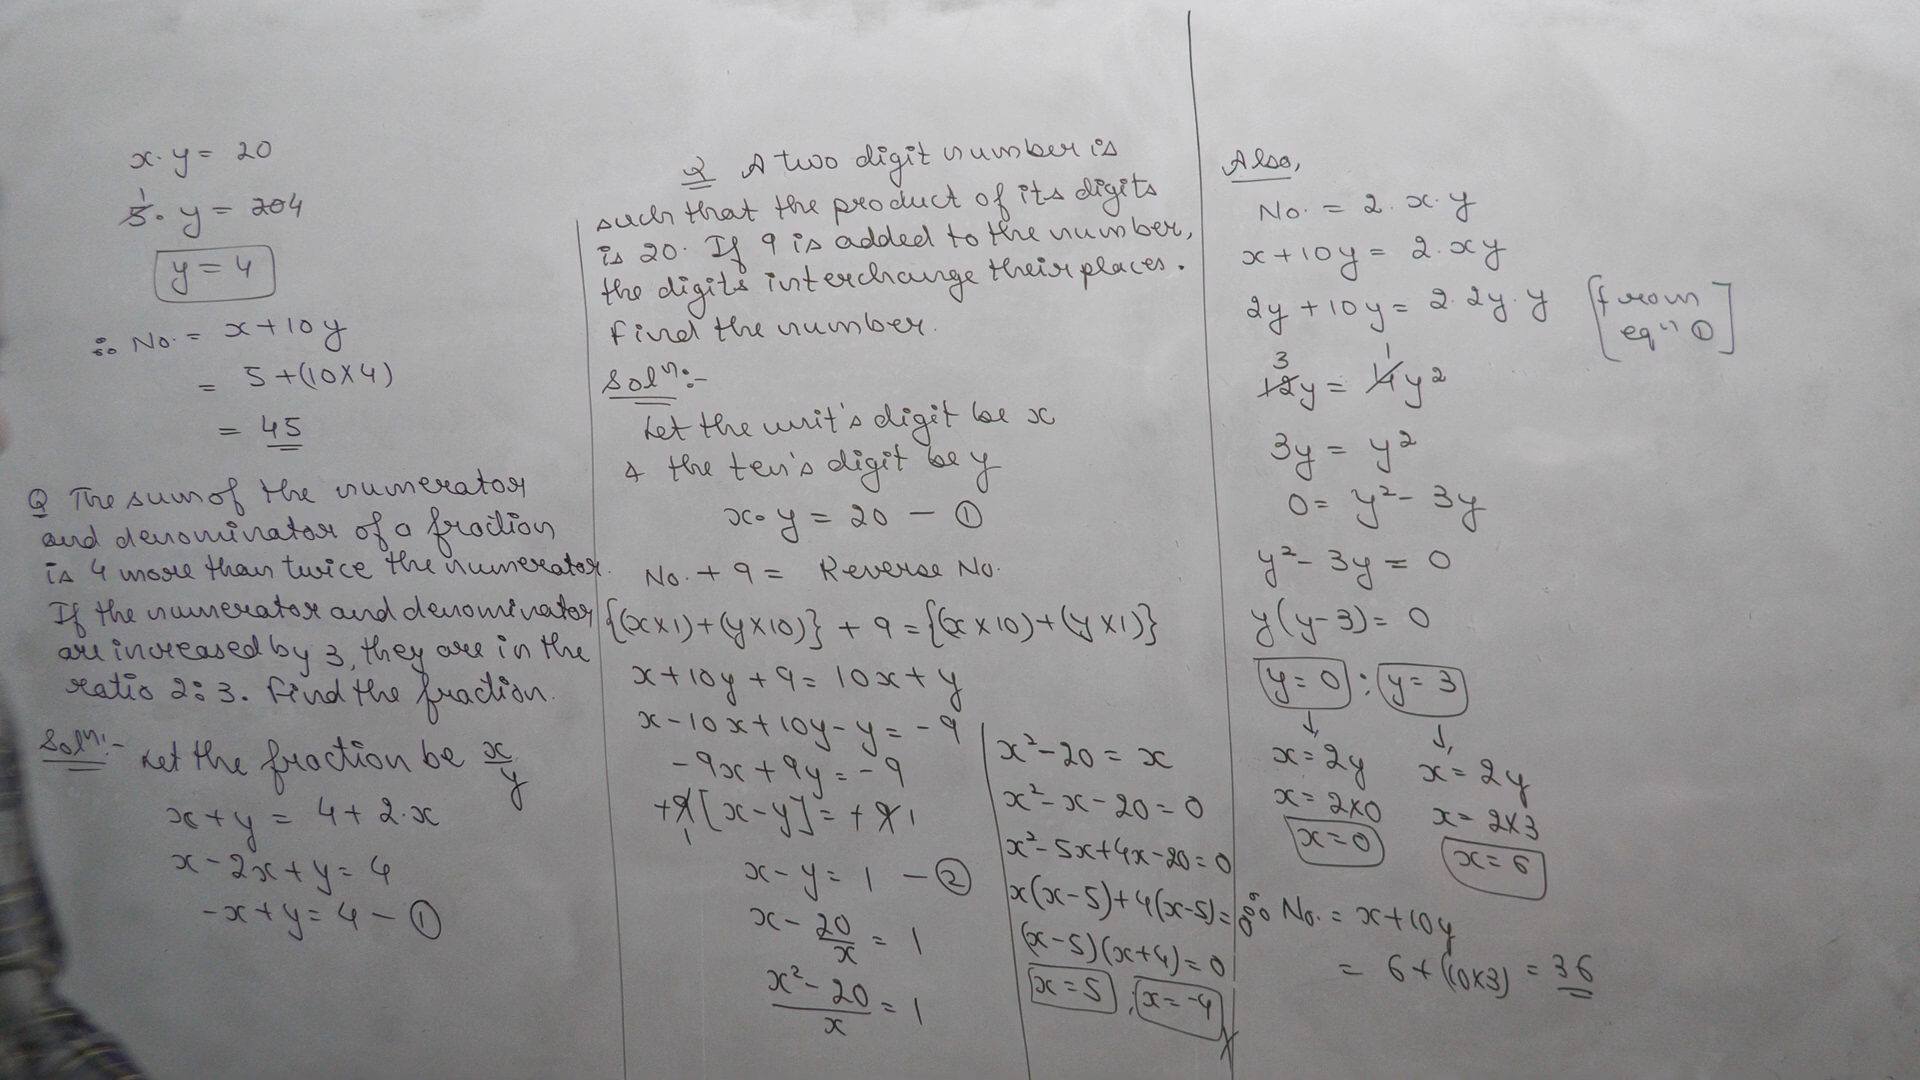 x·y = 20
5·y = 204
1
y = 4
∴ No. = x+10y
= 5+(10×4)
= 45
Q The sum of the numerator
and denominator of a fraction
is 4 more than twice the numerator.
If the numerator and denominator
are increased by 3, they are in the
ratio 2:3. Find the fraction.
Solⁿ:- Let the fraction be x/y
x+y = 4+2·x
x-2x+y = 4
-x+y = 4 - ①
Q A two digit number is
such that the product of its digits
is 20. If 9 is added to the number,
the digits interchange their places.
Find the number.
Solⁿ:-
Let the unit's digit be x
& the ten's digit be y
x·y = 20 - ①
No. + 9 = Reverse No.
{(x×1)+(y×10)} + 9 = {(x×10)+(y×1)}
x+10y+9 = 10x+y
x-10x+10y-y = -9
-9x+9y = -9
+9[x-y] = +9 1
1
x-y = 1 - ②
x - 20/x = 1
x²-20/x = 1
x²-20 = x
x²-x-20 = 0
x²-5x+4x-20 = 0
x(x-5)+4(x-5) = 0
(x-5)(x+4) = 0
x = 5 ; x = -4
Also,
No. = 2·x·y
x+10y = 2·xy
2y+10y = 2·2y·y [from
eqⁿ ①]
3 1
12y = 4y²
3y = y²
0 = y²-3y
y²-3y = 0
y(y-3) = 0
y = 0 ; y = 3
↓ ↓
x = 2y x = 2y
x = 2×0 x = 2×3
x = 0 x = 6
∴ No. = x+10y
= 6+(10×3) = 36